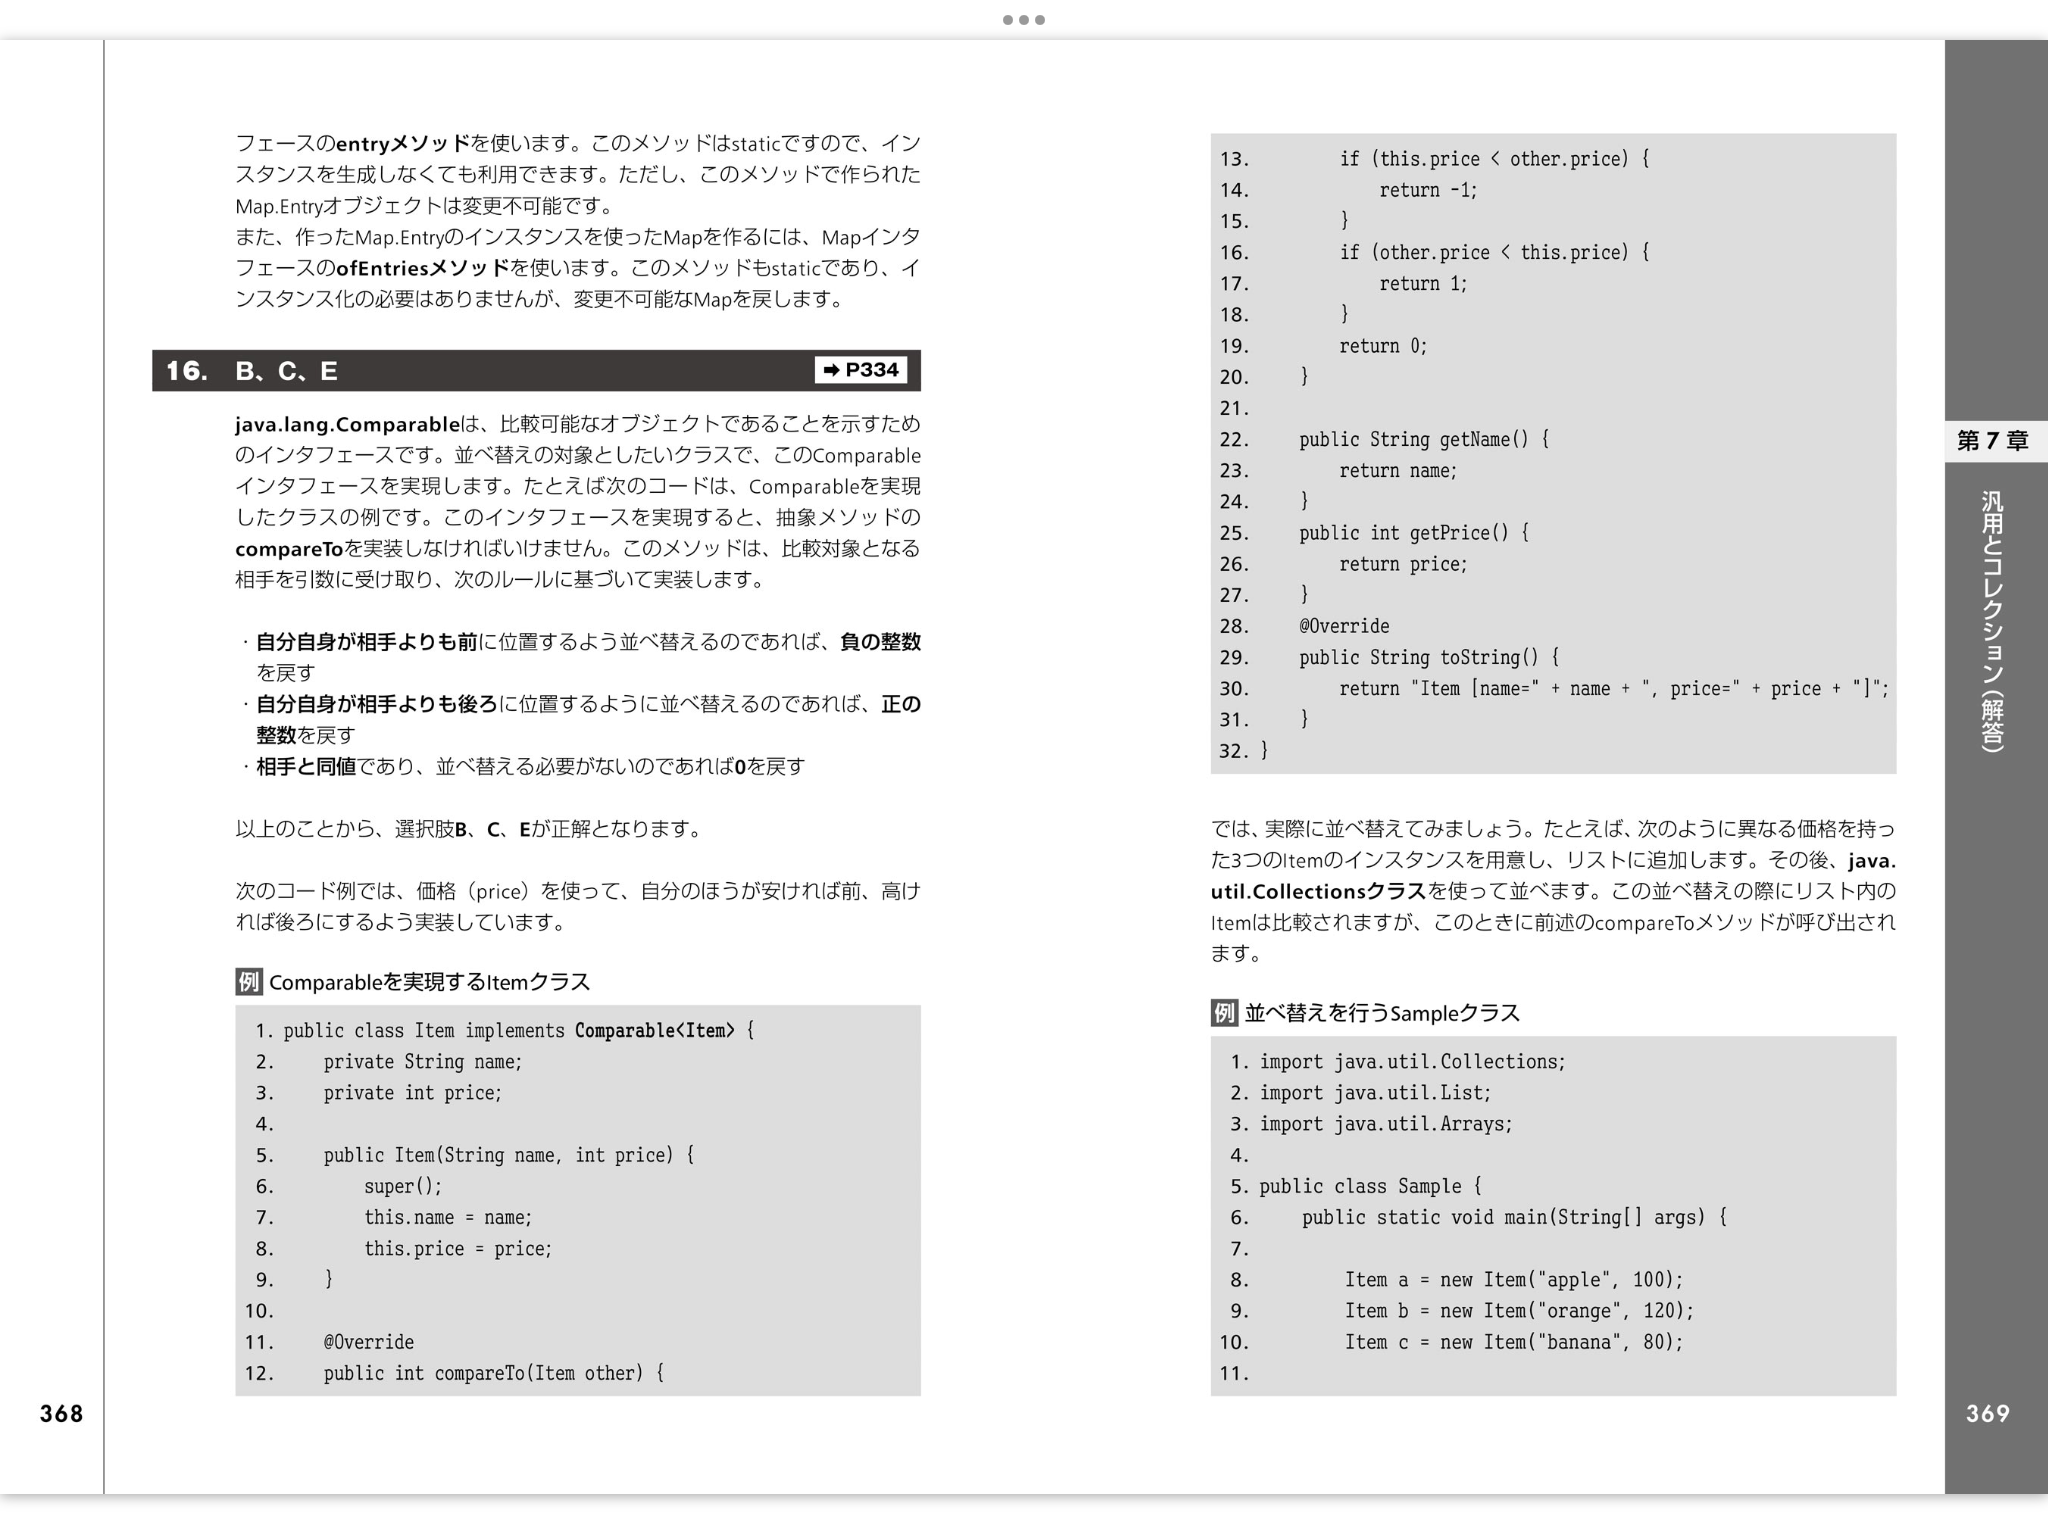 フェースのentryメソッドを使います。このメソッドはstaticですので、イン
スタンスを生成しなくても利用できます。ただし、このメソッドで作られた
Map.Entryオブジェクトは変更不可能です。
また、作ったMap.Entryのインスタンスを使ったMapを作るには、Mapインタ
フェースのofEntriesメソッドを使います。このメソッドもstaticであり、イ
ンスタンス化の必要はありませんが、変更不可能なMapを戻します。
16. B、C、E ➡ P334
java.lang.Comparableは、比較可能なオブジェクトであることを示すため
のインタフェースです。並べ替えの対象としたいクラスで、このComparable
インタフェースを実現します。たとえば次のコードは、Comparableを実現
したクラスの例です。このインタフェースを実現すると、抽象メソッドの
compareToを実装しなければいけません。このメソッドは、比較対象となる
相手を引数に受け取り、次のルールに基づいて実装します。
・自分自身が相手よりも前に位置するよう並べ替えるのであれば、負の整数
を戻す
・自分自身が相手よりも後ろに位置するように並べ替えるのであれば、正の
整数を戻す
・相手と同値であり、並べ替える必要がないのであれば0を戻す
以上のことから、選択肢B、C、Eが正解となります。
次のコード例では、価格（price）を使って、自分のほうが安ければ前、高け
れば後ろにするよう実装しています。
例 Comparableを実現するItemクラス
1. public class Item implements Comparable<Item> {
2.     private String name;
3.     private int price;
4.
5.     public Item(String name, int price) {
6.         super();
7.         this.name = name;
8.         this.price = price;
9.     }
10.
11.     @Override
12.     public int compareTo(Item other) {
368
13.         if (this.price < other.price) {
14.             return -1;
15.         }
16.         if (other.price < this.price) {
17.             return 1;
18.         }
19.         return 0;
20.     }
21.
22.     public String getName() {
23.         return name;
24.     }
25.     public int getPrice() {
26.         return price;
27.     }
28.     @Override
29.     public String toString() {
30.         return "Item [name=" + name + ", price=" + price + "]";
31.     }
32. }
では、実際に並べ替えてみましょう。たとえば、次のように異なる価格を持っ
た3つのItemのインスタンスを用意し、リストに追加します。その後、java.
util.Collectionsクラスを使って並べます。この並べ替えの際にリスト内の
Itemは比較されますが、このときに前述のcompareToメソッドが呼び出され
ます。
例 並べ替えを行うSampleクラス
1. import java.util.Collections;
2. import java.util.List;
3. import java.util.Arrays;
4.
5. public class Sample {
6.     public static void main(String[] args) {
7.
8.         Item a = new Item("apple", 100);
9.         Item b = new Item("orange", 120);
10.         Item c = new Item("banana", 80);
11.
第7章
汎用とコレクション（解答）
369